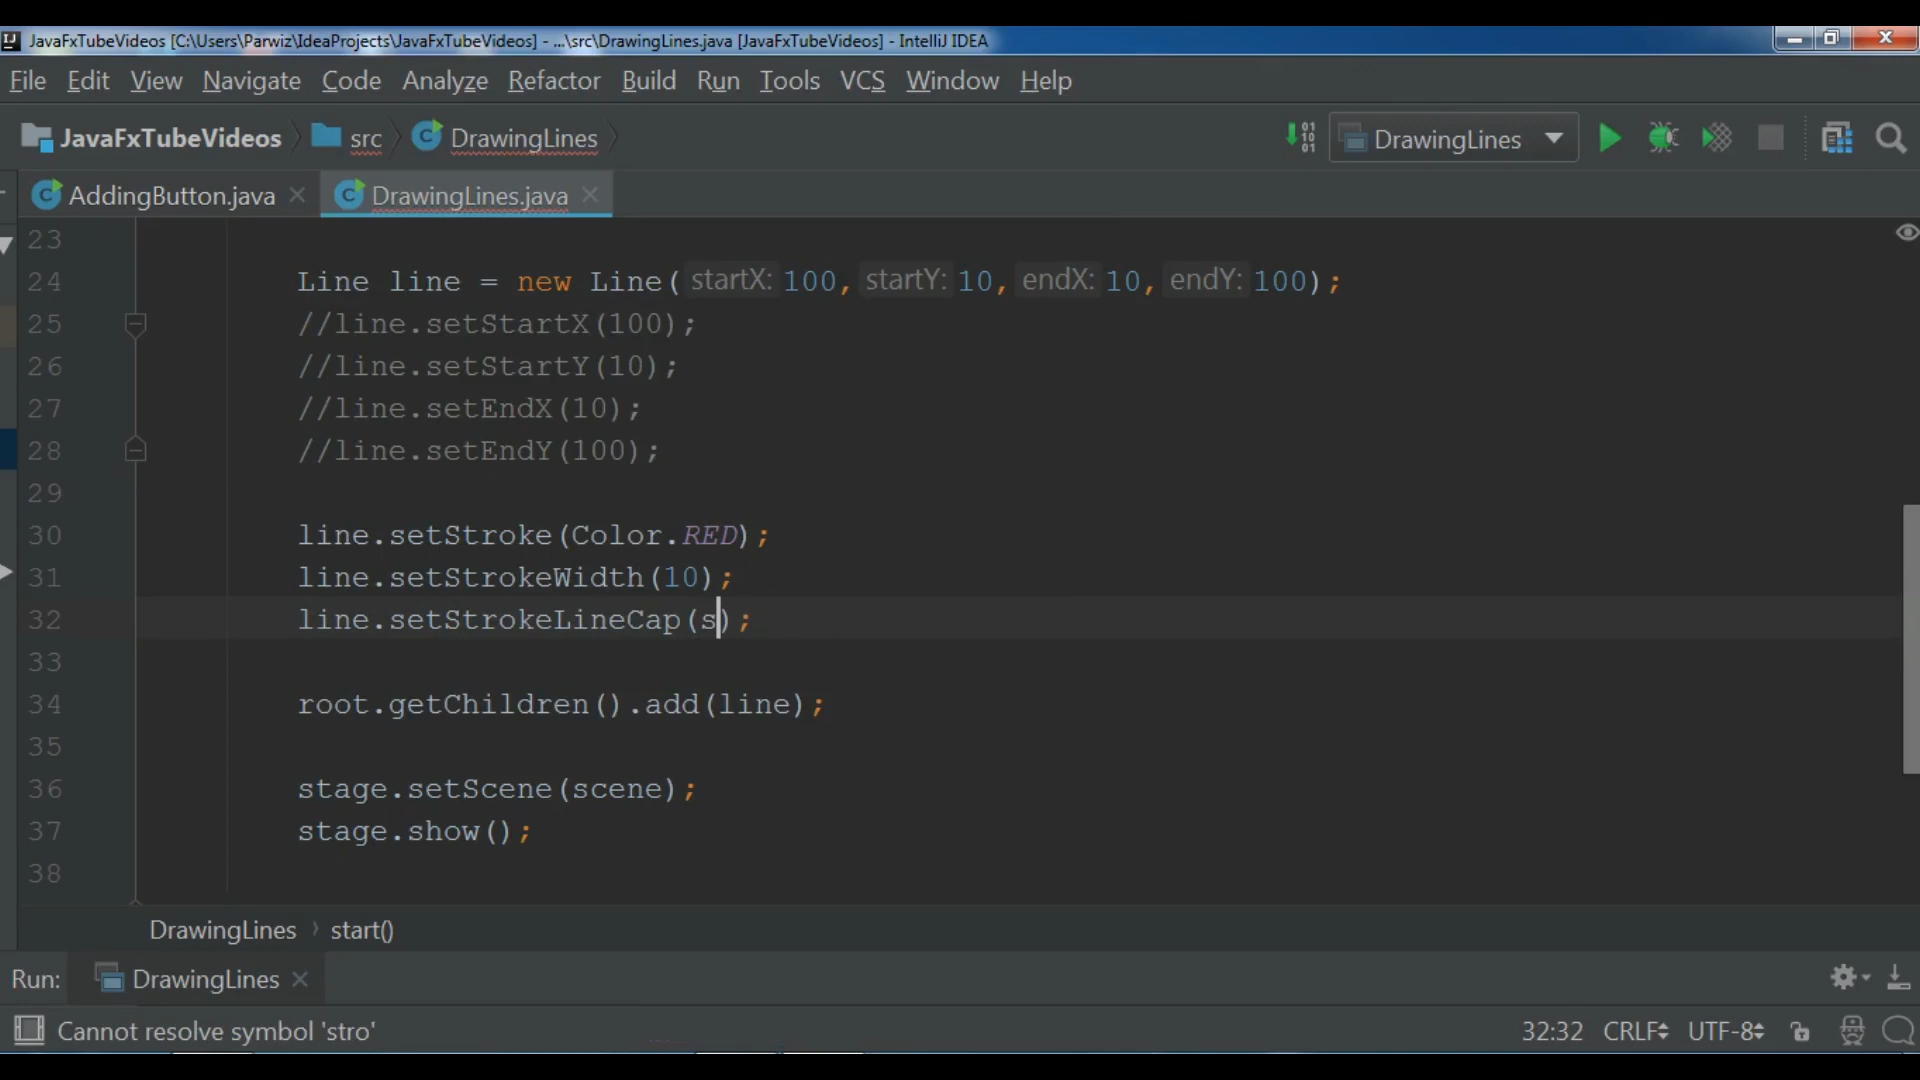 JavaFxTubeVideos [C:\Users\Parwiz\IdeaProjects\JavaFxTubeVideos] - ...\src\DrawingLines.java [JavaFxTubeVideos] - IntelliJ IDEA
File Edit View Navigate Code Analyze Refactor Build Run Tools VCS Window Help
JavaFxTubeVideos src DrawingLines DrawingLines
AddingButton.java DrawingLines.java
23
24 Line line = new Line( startX: 100, startY: 10, endX: 10, endY: 100);
25 //line.setStartX(100);
26 //line.setStartY(10);
27 //line.setEndX(10);
28 //line.setEndY(100);
29
30 line.setStroke(Color.RED);
31 line.setStrokeWidth(10);
32 line.setStrokeLineCap(s);
33
34 root.getChildren().add(line);
35
36 stage.setScene(scene);
37 stage.show();
38
DrawingLines › start()
Run: DrawingLines
Cannot resolve symbol 'stro' 32:32 CRLF UTF-8